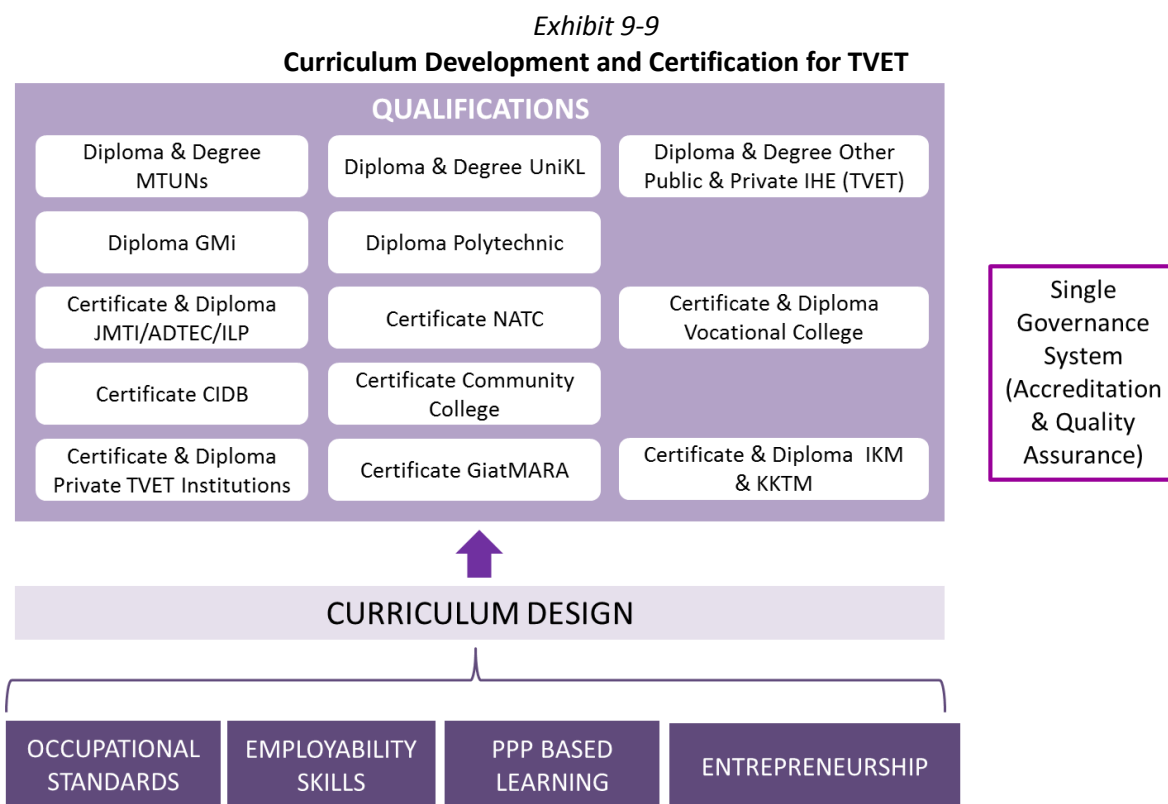 Exhibit 9-9
Curriculum Development and Certification for TVET
QUALIFICATIONS
Diploma & Degree
MTUNs
Diploma & Degree UniKL
Diploma & Degree Other
Public & Private IHE (TVET)
Diploma GMi
Diploma Polytechnic
Certificate & Diploma
JMTI/ADTEC/ILP
Certificate NATC
Certificate & Diploma
Vocational College
Certificate CIDB
Certificate Community
College
Certificate & Diploma
Private TVET Institutions
Certificate GiatMARA
Certificate & Diploma IKM
& KKTM
Single
Governance
System
(Accreditation
& Quality
Assurance)
CURRICULUM DESIGN
OCCUPATIONAL
STANDARDS
EMPLOYABILITY
SKILLS
PPP BASED
LEARNING
ENTREPRENEURSHIP